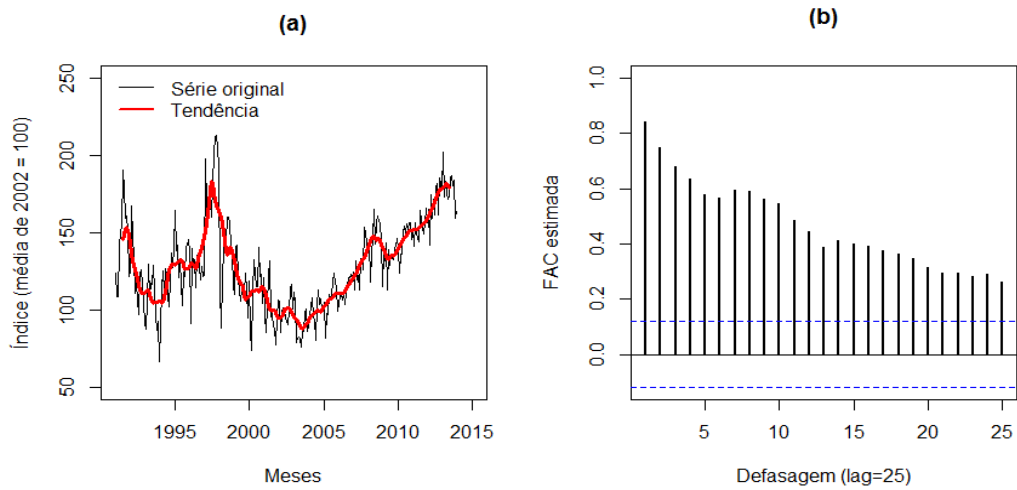 (a)
Índice (média de 2002 = 100)
250
200
150
100
50
Série original
Tendência
1995 2000 2005 2010 2015
Meses
(b)
FAC estimada
1.0
0.8
0.6
0.4
0.2
0.0
5 10 15 20 25
Defasagem (lag=25)